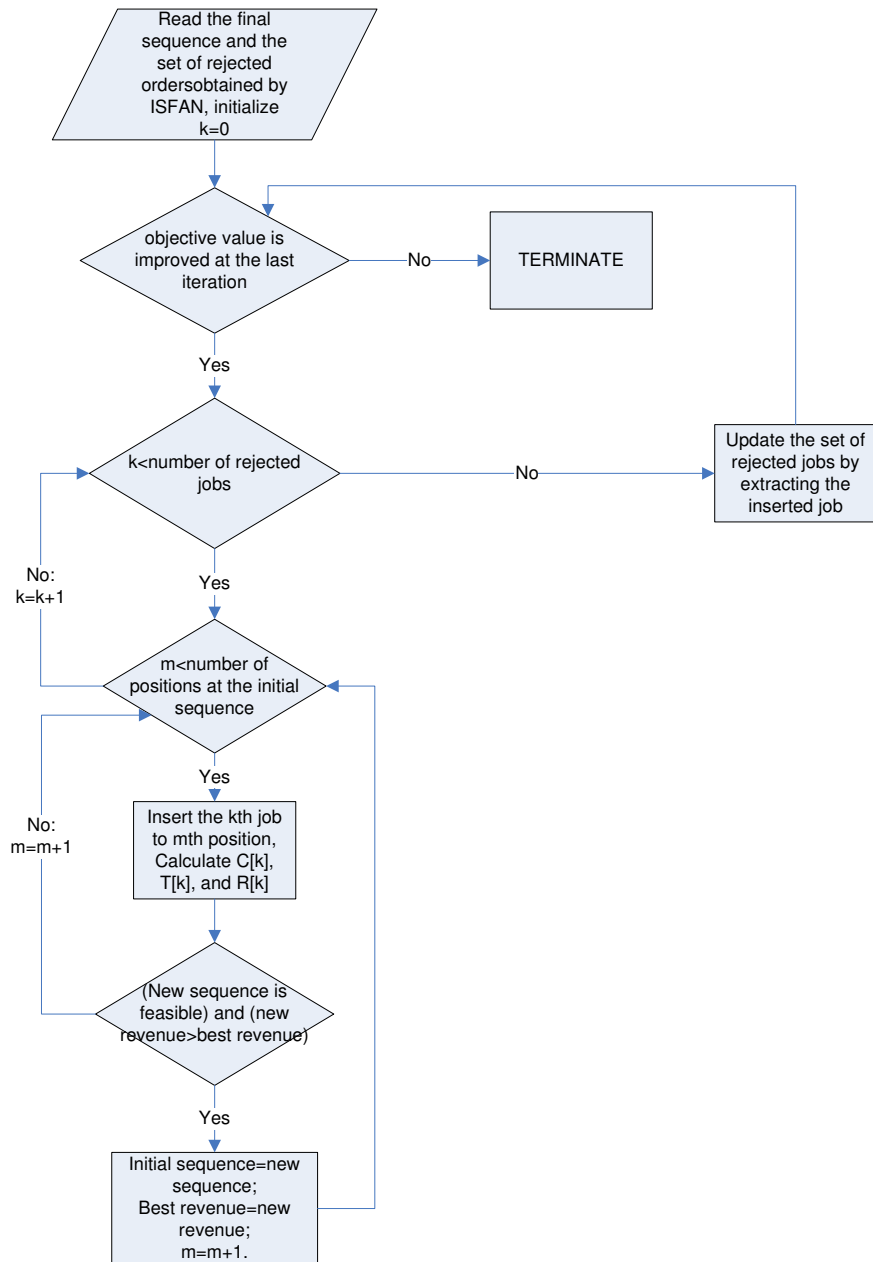 Read the final
sequence and the
set of rejected
ordersobtained by
ISFAN, initialize
k=0
objective value is
improved at the last
iteration
No
TERMINATE
Yes
k<number of rejected
jobs
No
Update the set of
rejected jobs by
extracting the
inserted job
No:
k=k+1
Yes
m<number of
positions at the initial
sequence
Yes
No:
m=m+1
Insert the kth job
to mth position,
Calculate C[k],
T[k], and R[k]
(New sequence is
feasible) and (new
revenue>best revenue)
Yes
Initial sequence=new
sequence;
Best revenue=new
revenue;
m=m+1.